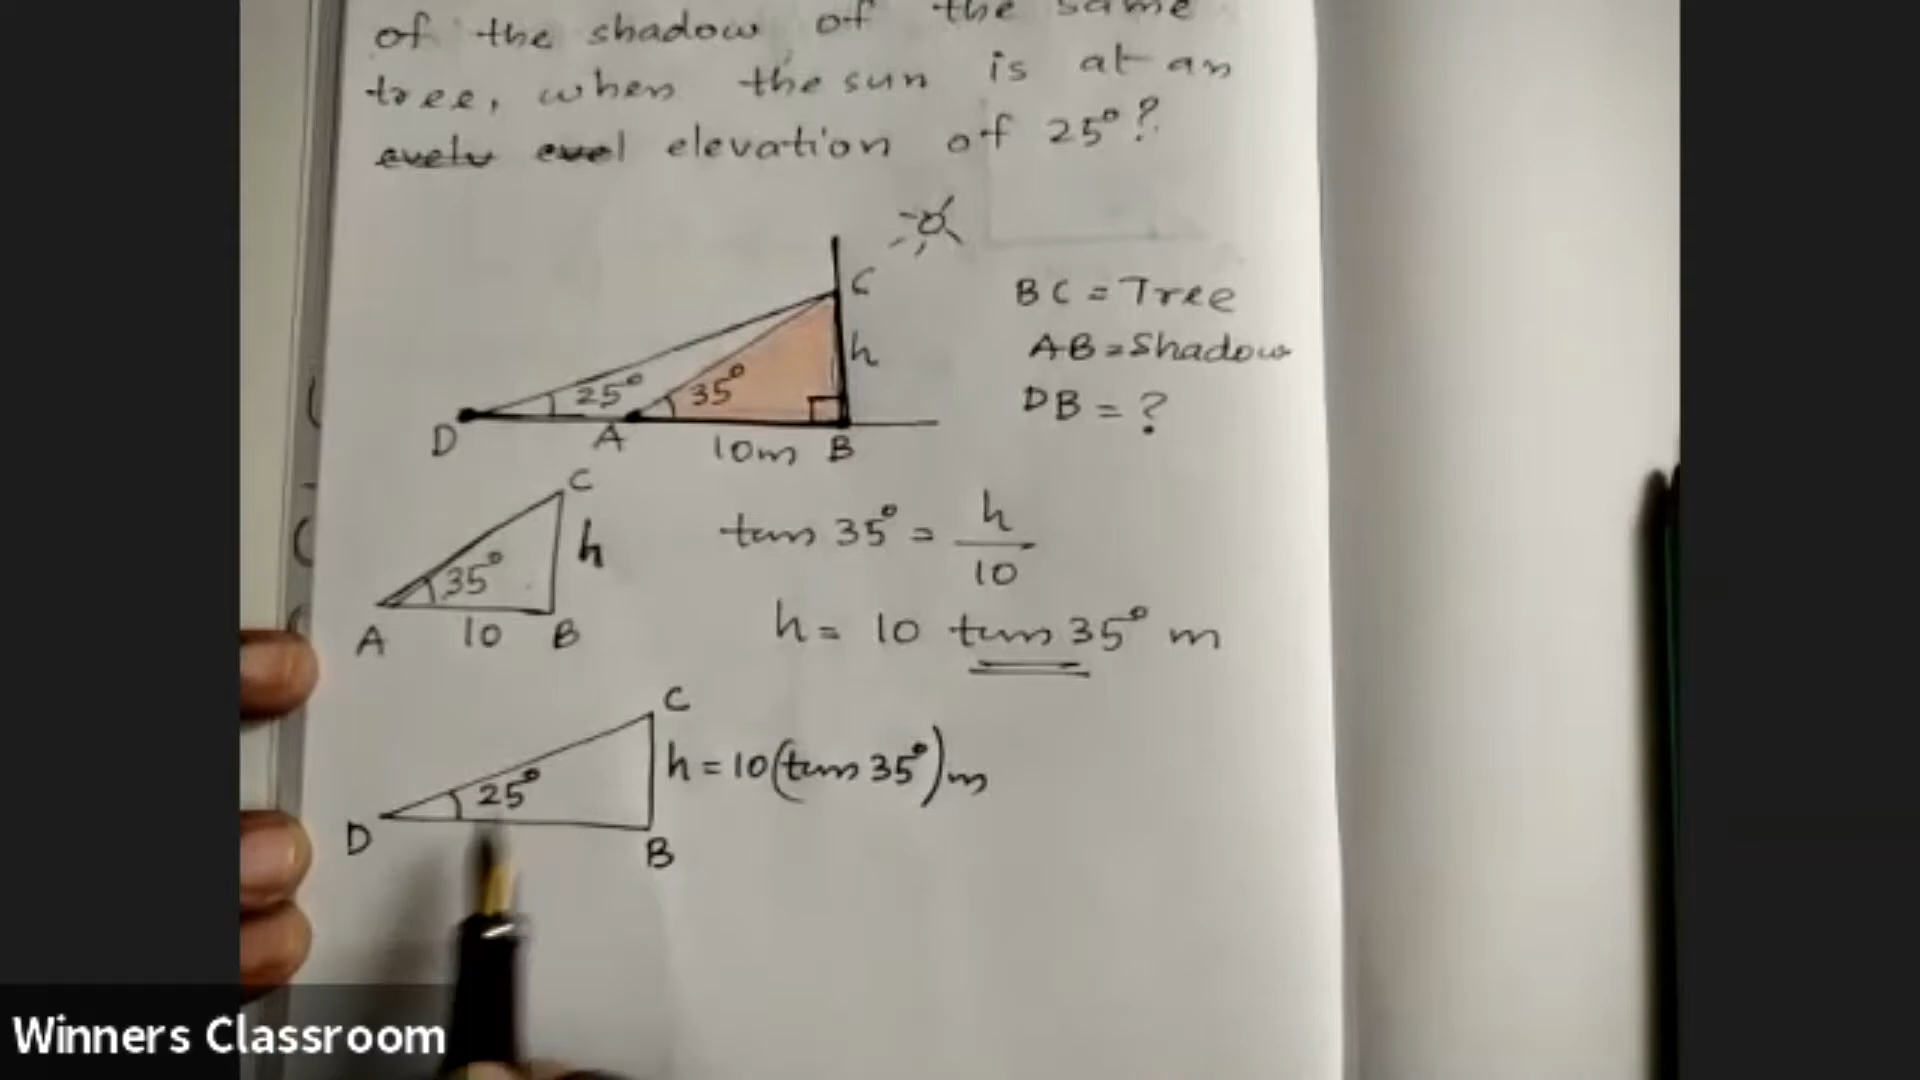 of the shadow of the same
tree, when the sun is at an
elevation of 25°?
C
BC = Tree
h
AB = Shadow
25° 35°
DB = ?
D A 10m B
C
h
tan 35° = h
10
35°
A 10 B
h = 10 tan 35° m
C
h = 10(tan 35°)m
25°
D
B
Winners Classroom